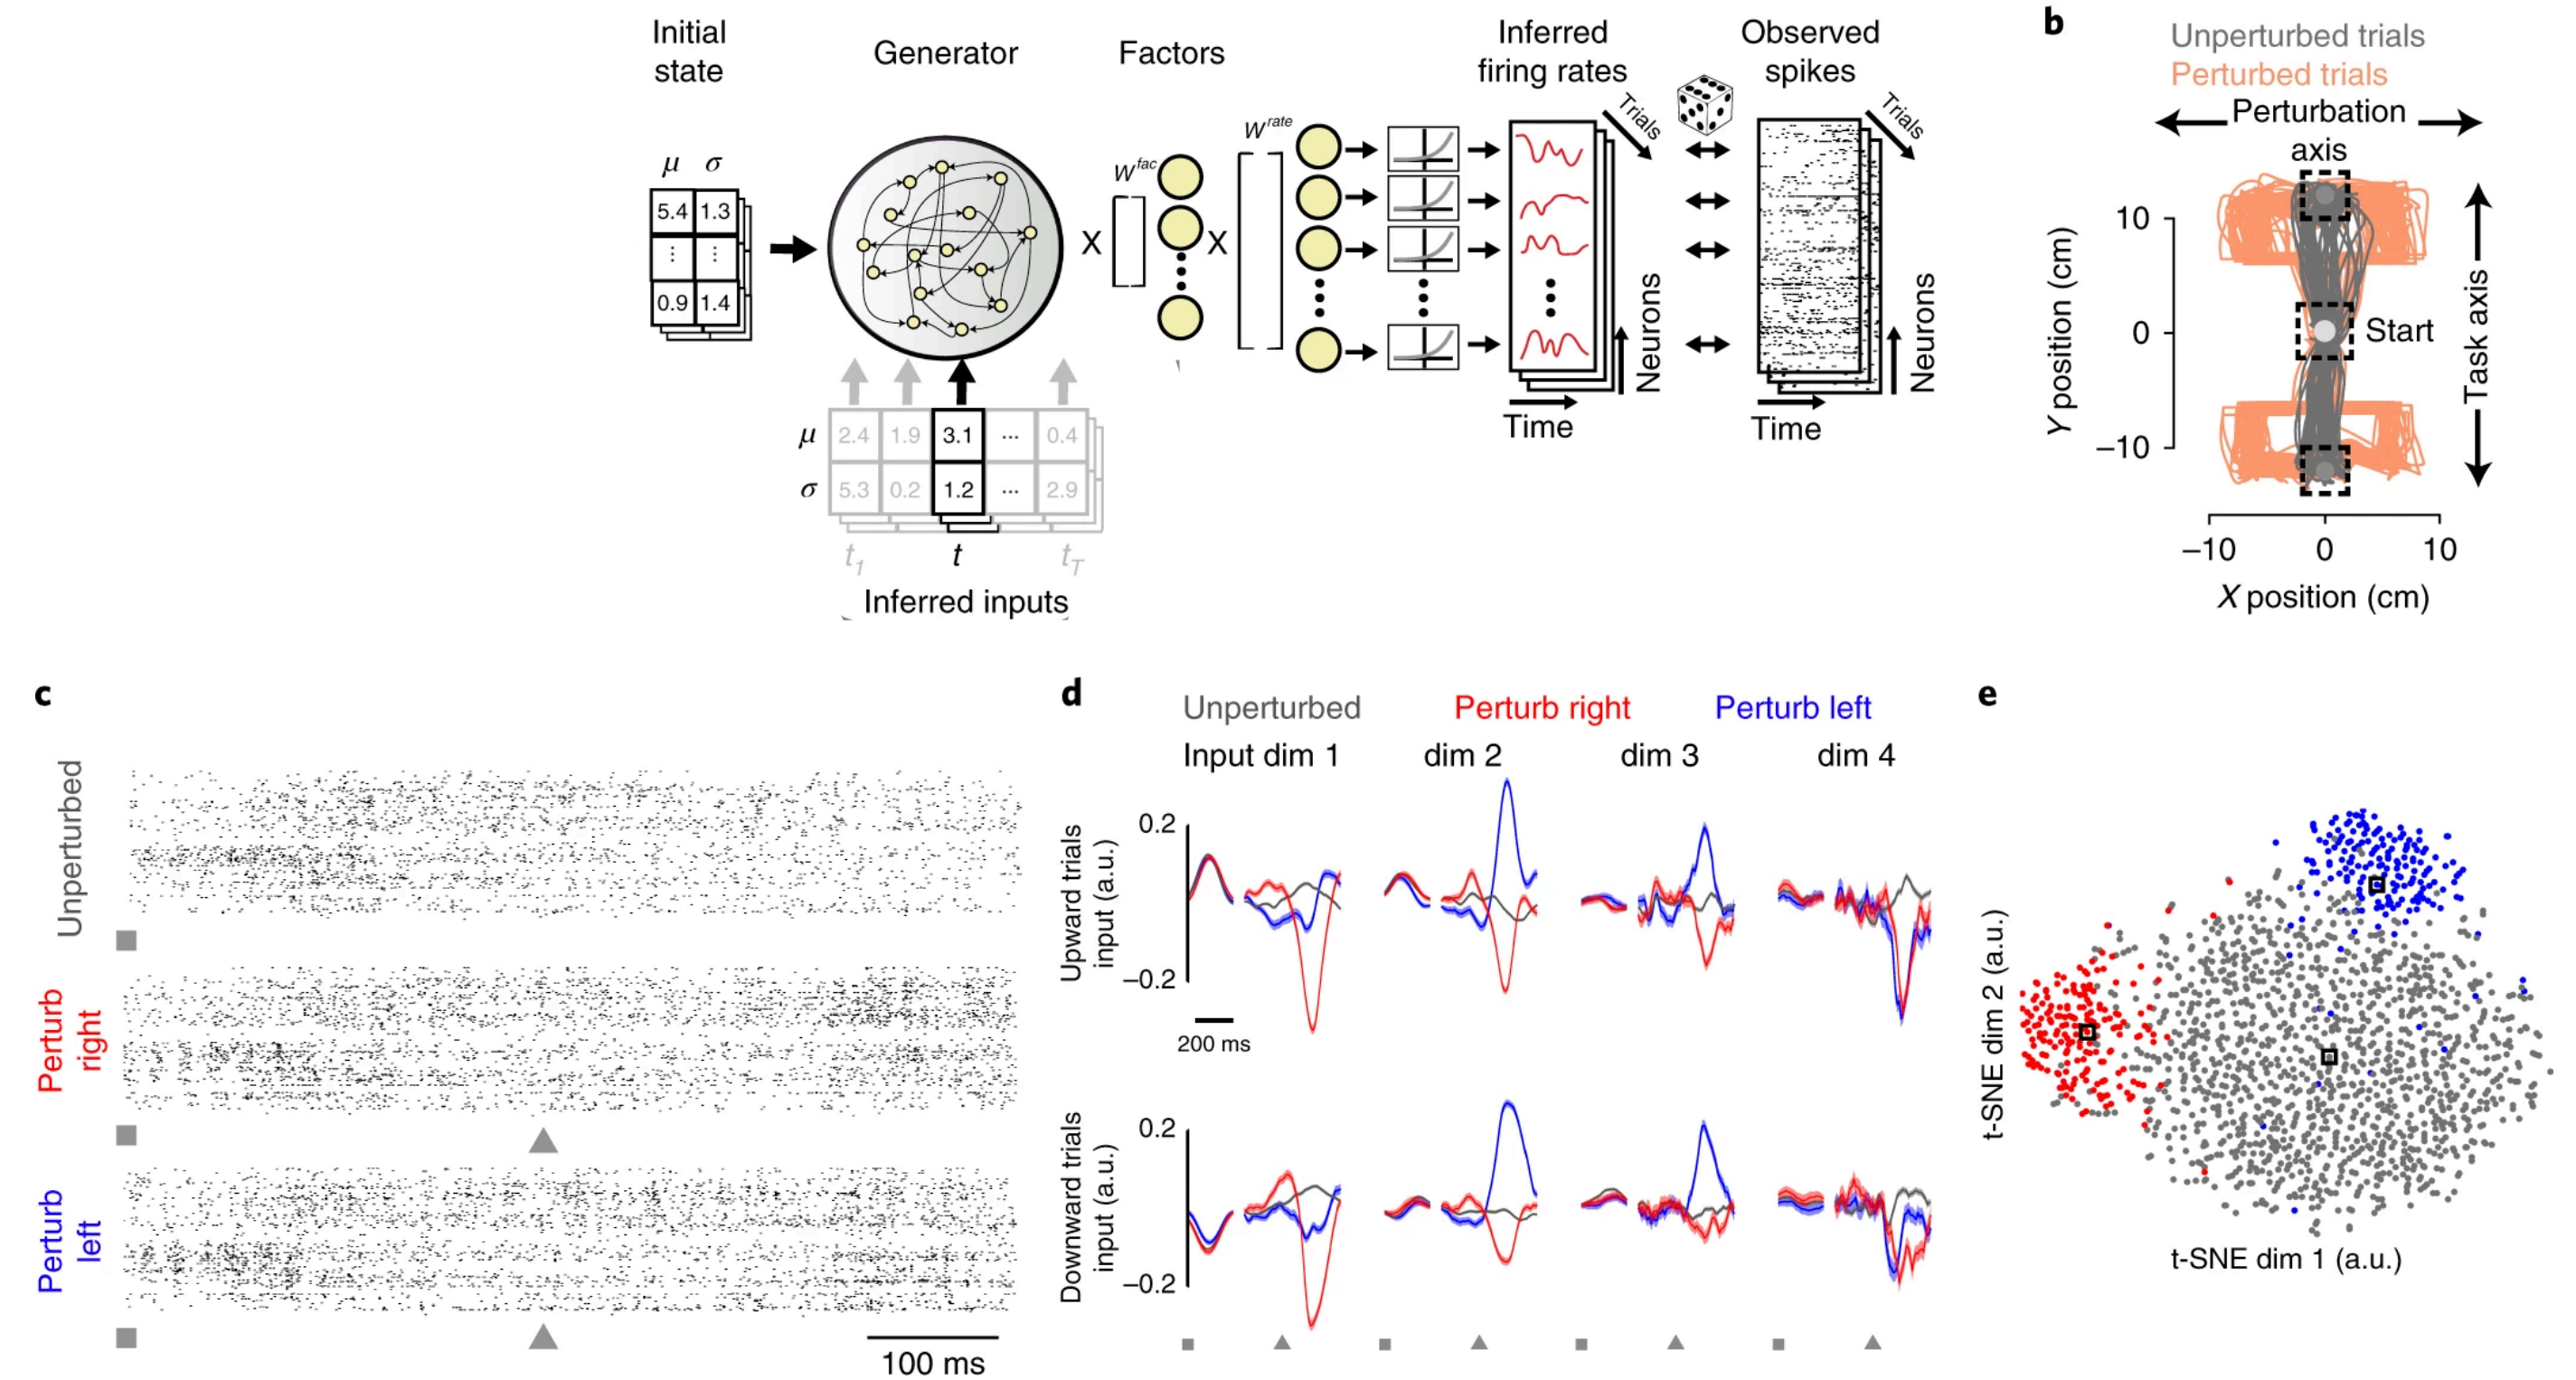 Initial
state
Generator
Factors
Inferred
firing rates
Observed
spikes
μ σ
5.4 1.3
⋮ ⋮
0.9 1.4
X
W^fac
X
W^rate
Trials
Neurons
Time
Trials
Neurons
Time
μ 2.4 1.9 3.1 ... 0.4
σ 5.3 0.2 1.2 ... 2.9
t_1 t t_T
Inferred inputs
b
Unperturbed trials
Perturbed trials
Perturbation
axis
10
0
−10
Y position (cm)
Start
Task axis
−10 0 10
X position (cm)
c
Unperturbed
Perturb
right
Perturb
left
100 ms
d
Unperturbed Perturb right Perturb left
Input dim 1 dim 2 dim 3 dim 4
Upward trials
input (a.u.)
0.2
−0.2
200 ms
Downward trials
input (a.u.)
0.2
−0.2
e
t-SNE dim 2 (a.u.)
t-SNE dim 1 (a.u.)